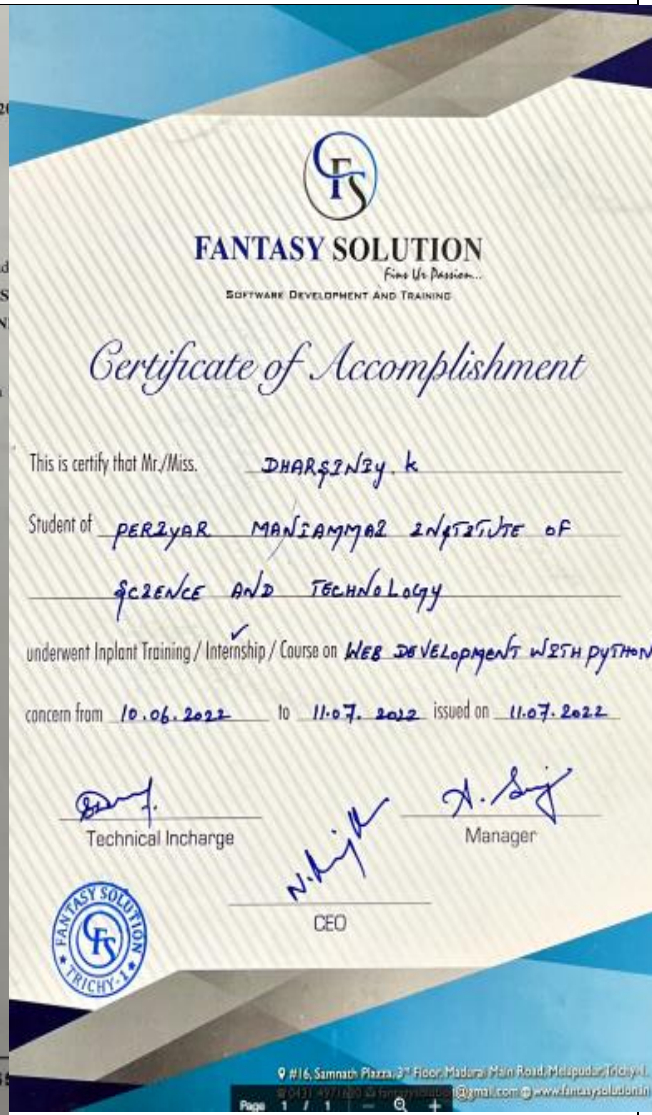 CFS
FANTASY SOLUTION
Fine Ur Passion...
SOFTWARE DEVELOPMENT AND TRAINING
Certificate of Accomplishment
This is certify that Mr./Miss. DHARSINIY. K
Student of PERIYAR MANIAMMAI INSTITUTE OF
SCIENCE AND TECHNOLOGY
underwent Inplant Training / Internship / Course on WEB DEVELOPMENT WITH PYTHON
concern from 10.06.2022 to 11.07.2022 issued on 11.07.2022
Technical Incharge
Manager
CEO
FANTASY SOLUTION
CFS
TRICHY-1
#16, Samnath Plazza, 3rd Floor, Madurai Main Road, Melapudur, Trichy-1.
@gmail.com www.fantasysolution.in
Page 1 / 1